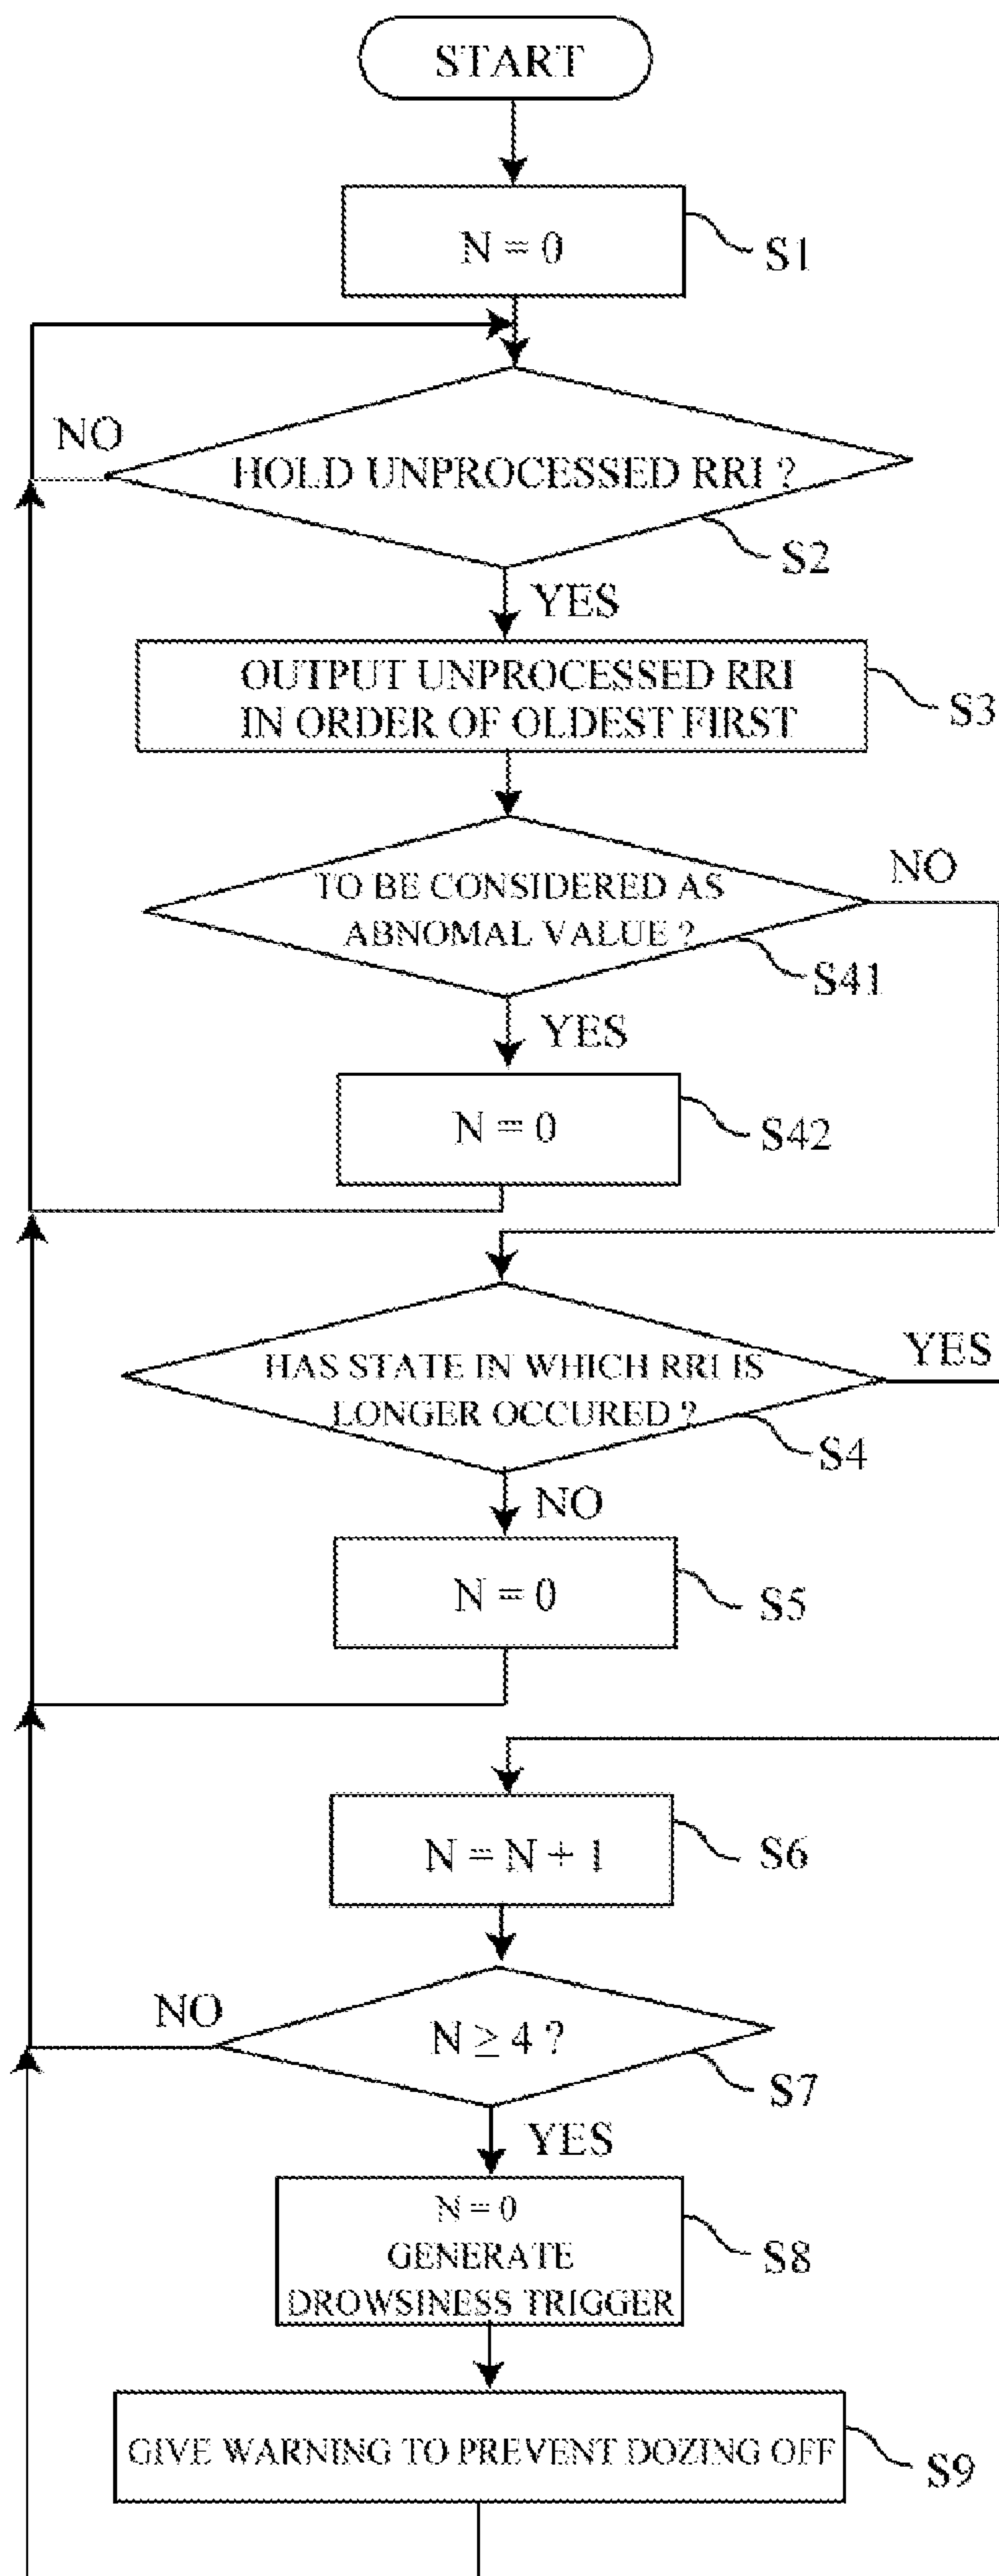 START
N = 0
S1
NO
HOLD UNPROCESSED RRI ?
S2
YES
OUTPUT UNPROCESSED RRI
IN ORDER OF OLDEST FIRST
S3
NO
TO BE CONSIDERED AS
ABNOMAL VALUE ?
S41
YES
N = 0
S42
YES
HAS STATE IN WHICH RRI IS
LONGER OCCURED ?
S4
NO
N = 0
S5
N = N + 1
S6
NO
N ≥ 4 ?
S7
YES
N = 0
GENERATE
DROWSINESS TRIGGER
S8
GIVE WARNING TO PREVENT DOZING OFF
S9